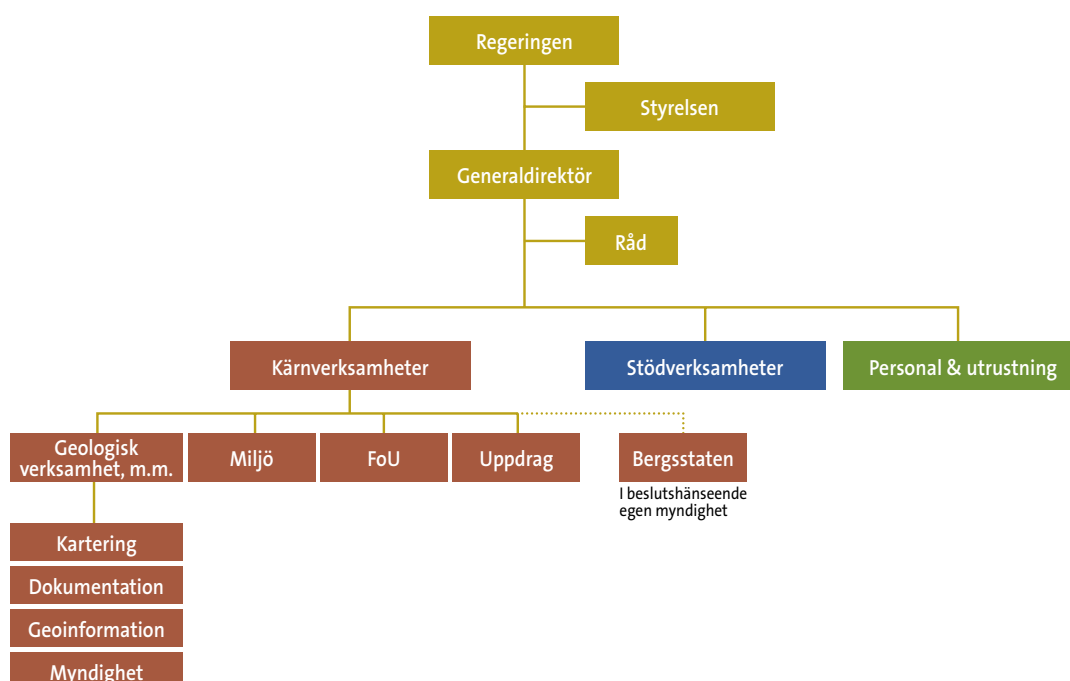 Regeringen
Styrelsen
Generaldirektör
Råd
Kärnverksamheter
Stödverksamheter
Personal & utrustning
Geologisk
verksamhet, m.m.
Miljö
FoU
Uppdrag
Bergsstaten
I beslutshänseende
egen myndighet
Kartering
Dokumentation
Geoinformation
Myndighet